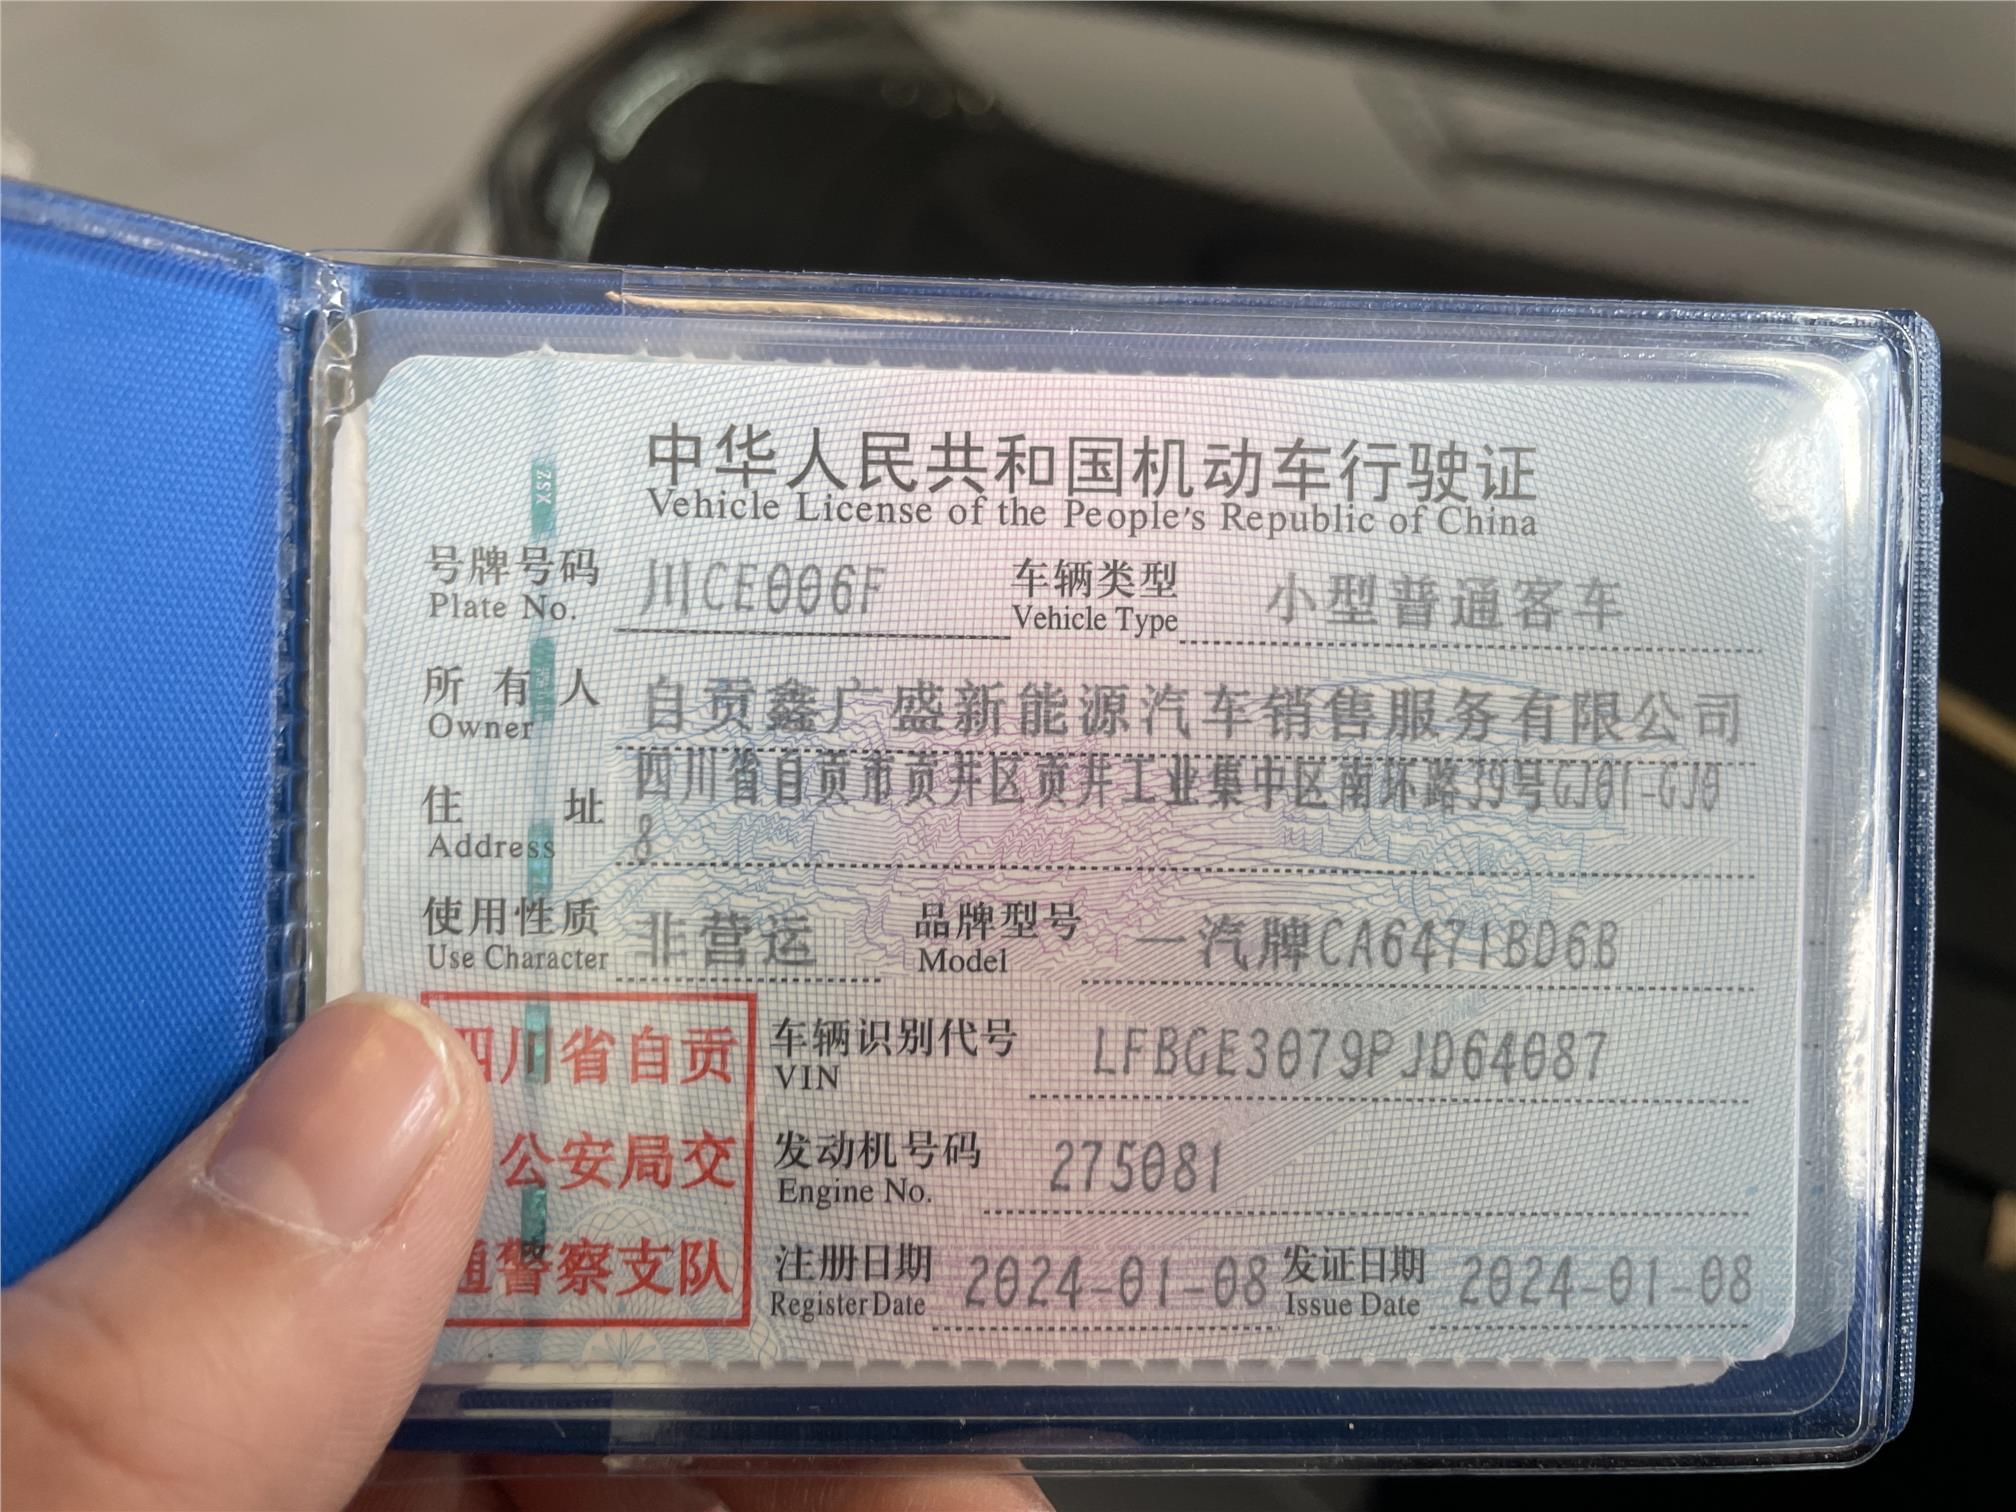 中华人民共和国机动车行驶证
Vehicle License of the People's Republic of China
号牌号码 川CE006F 车辆类型 小型普通客车
Plate No. Vehicle Type
所有人 自贡鑫广盛新能源汽车销售服务有限公司
Owner
住址 四川省自贡市贡井区贡井工业集中区南环路39号GJ01-GJ0
Address 8
使用性质 非营运 品牌型号 一汽牌CA6471BD6B
Use Character Model
四川省自贡
公安局交
通警察支队
车辆识别代号 LFBGE3079PJD64087
VIN
发动机号码 275081
Engine No.
注册日期 2024-01-08 发证日期 2024-01-08
Register Date Issue Date